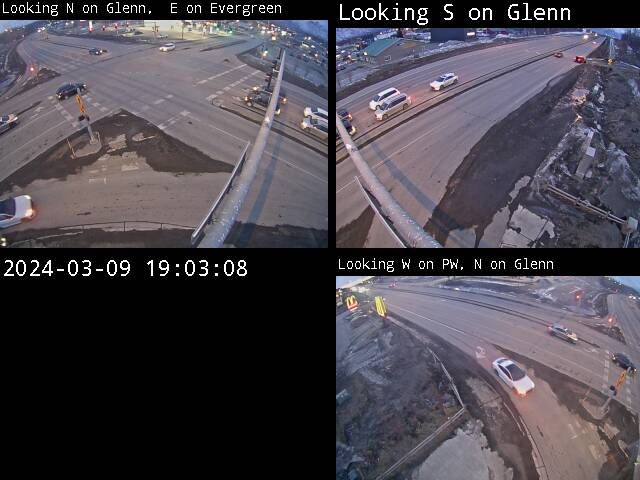 Looking N on Glenn,  E on Evergreen
Looking S on Glenn
2024-03-09 19:03:08
Looking W on PW, N on Glenn